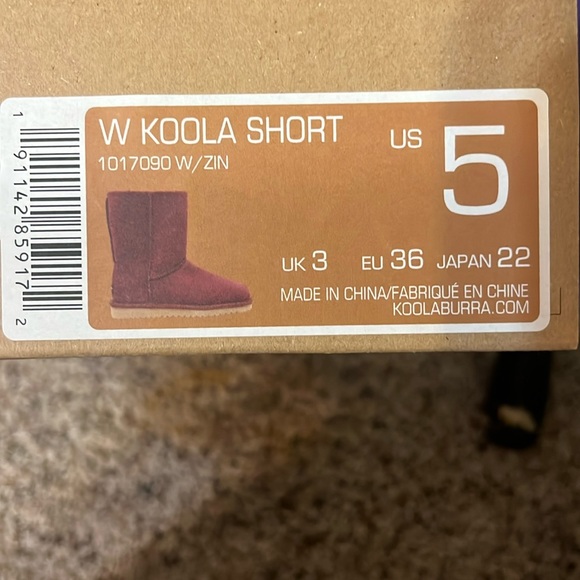 W KOOLA SHORT
1017090 W/ZIN
US 5
UK 3 EU 36 JAPAN 22
MADE IN CHINA/FABRIQUÉ EN CHINE
KOOLABURRA.COM
1 91142 85917 2